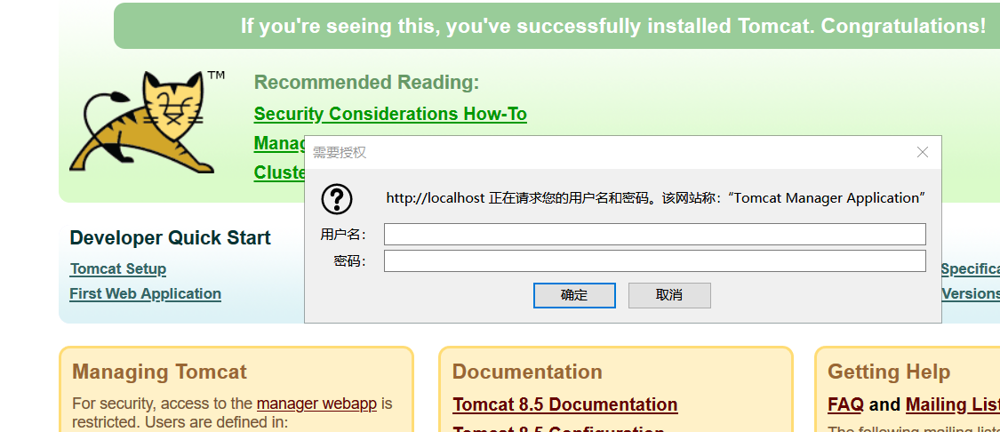 If you're seeing this, you've successfully installed Tomcat. Congratulations!
TM
Recommended Reading:
Security Considerations How-To
Manag
Cluste
需要授权
http://localhost 正在请求您的用户名和密码。该网站称：“Tomcat Manager Application”
用户名：
密码：
确定 取消
Developer Quick Start
Tomcat Setup
First Web Application
Specifica
Versions
Managing Tomcat
For security, access to the manager webapp is
restricted. Users are defined in:
Documentation
Tomcat 8.5 Documentation
Tomcat 8.5 Configuration
Getting Help
FAQ and Mailing List
The following mailing lists